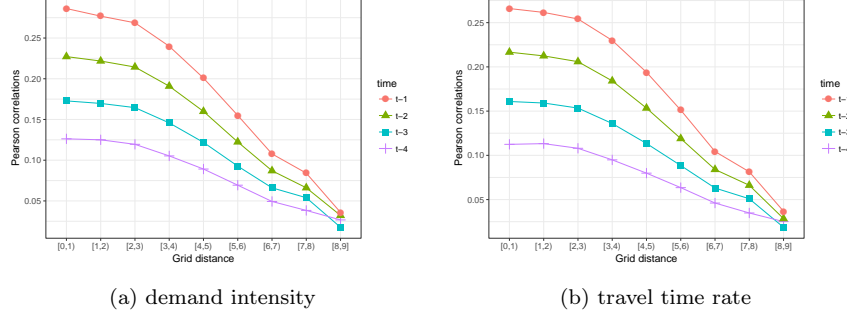 Pearson correlations
0.25
0.20
0.15
0.10
0.05
[0,1) [1,2) [2,3) [3,4) [4,5) [5,6) [6,7) [7,8) [8,9]
Grid distance
time
t−1
t−2
t−3
t−4
(a) demand intensity
Pearson correlations
0.25
0.20
0.15
0.10
0.05
[0,1) [1,2) [2,3) [3,4) [4,5) [5,6) [6,7) [7,8) [8,9]
Grid distance
time
(b) travel time rate